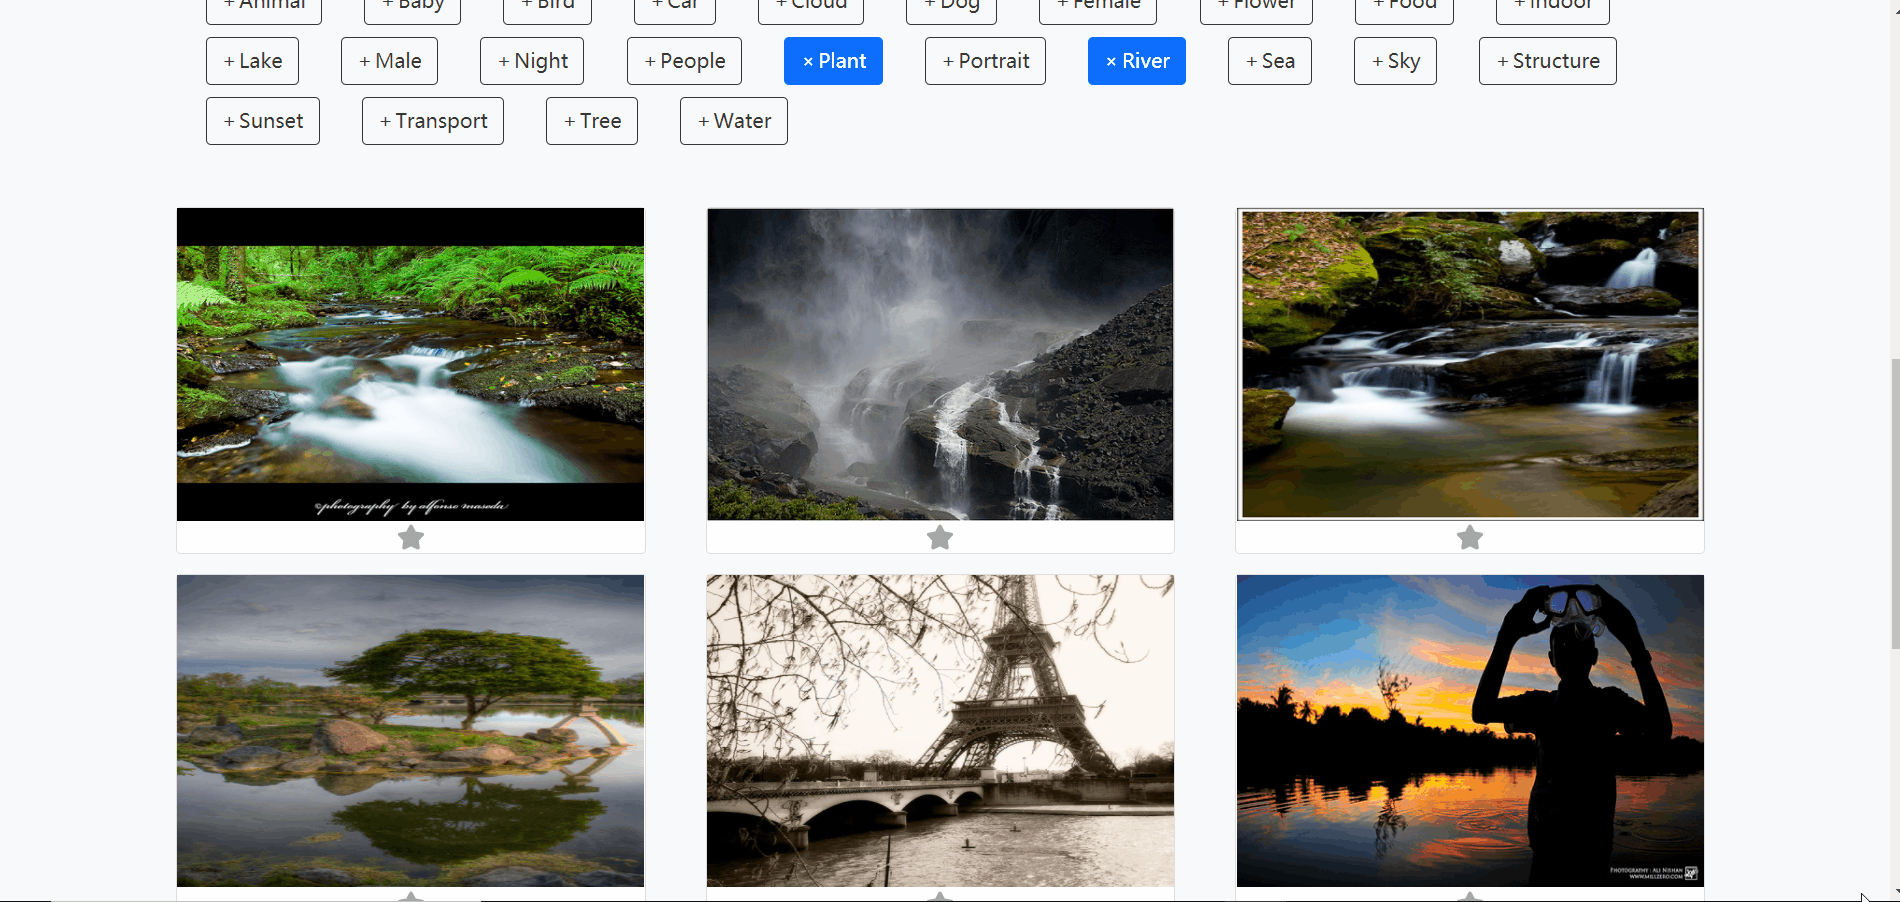 + Animal + Baby + Bird + Car + Cloud + Dog + Female + Flower + Food + Indoor
+ Lake + Male + Night + People × Plant + Portrait × River + Sea + Sky + Structure
+ Sunset + Transport + Tree + Water
©photography by alfonso maseda
PHOTOGRAPHY : ALI NISHAN
WWW.MILLZERO.COM